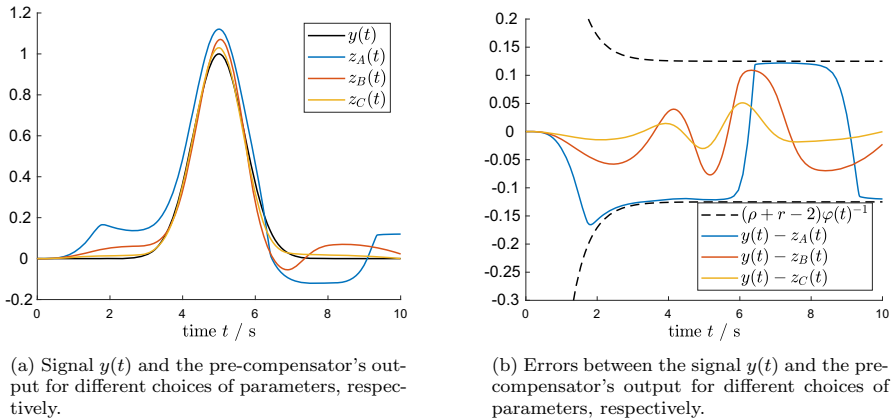 1.2
1
0.8
0.6
0.4
0.2
0
-0.2
0 2 4 6 8 10
time t / s
y(t)
z_A(t)
z_B(t)
z_C(t)
(a) Signal y(t) and the pre-compensator's out-
put for different choices of parameters, respec-
tively.
0.2
0.15
0.1
0.05
0
-0.05
-0.1
-0.15
-0.2
-0.25
-0.3
0 2 4 6 8 10
time t / s
(ρ + r − 2)φ(t)⁻¹
y(t) − z_A(t)
y(t) − z_B(t)
y(t) − z_C(t)
(b) Errors between the signal y(t) and the pre-
compensator's output for different choices of
parameters, respectively.